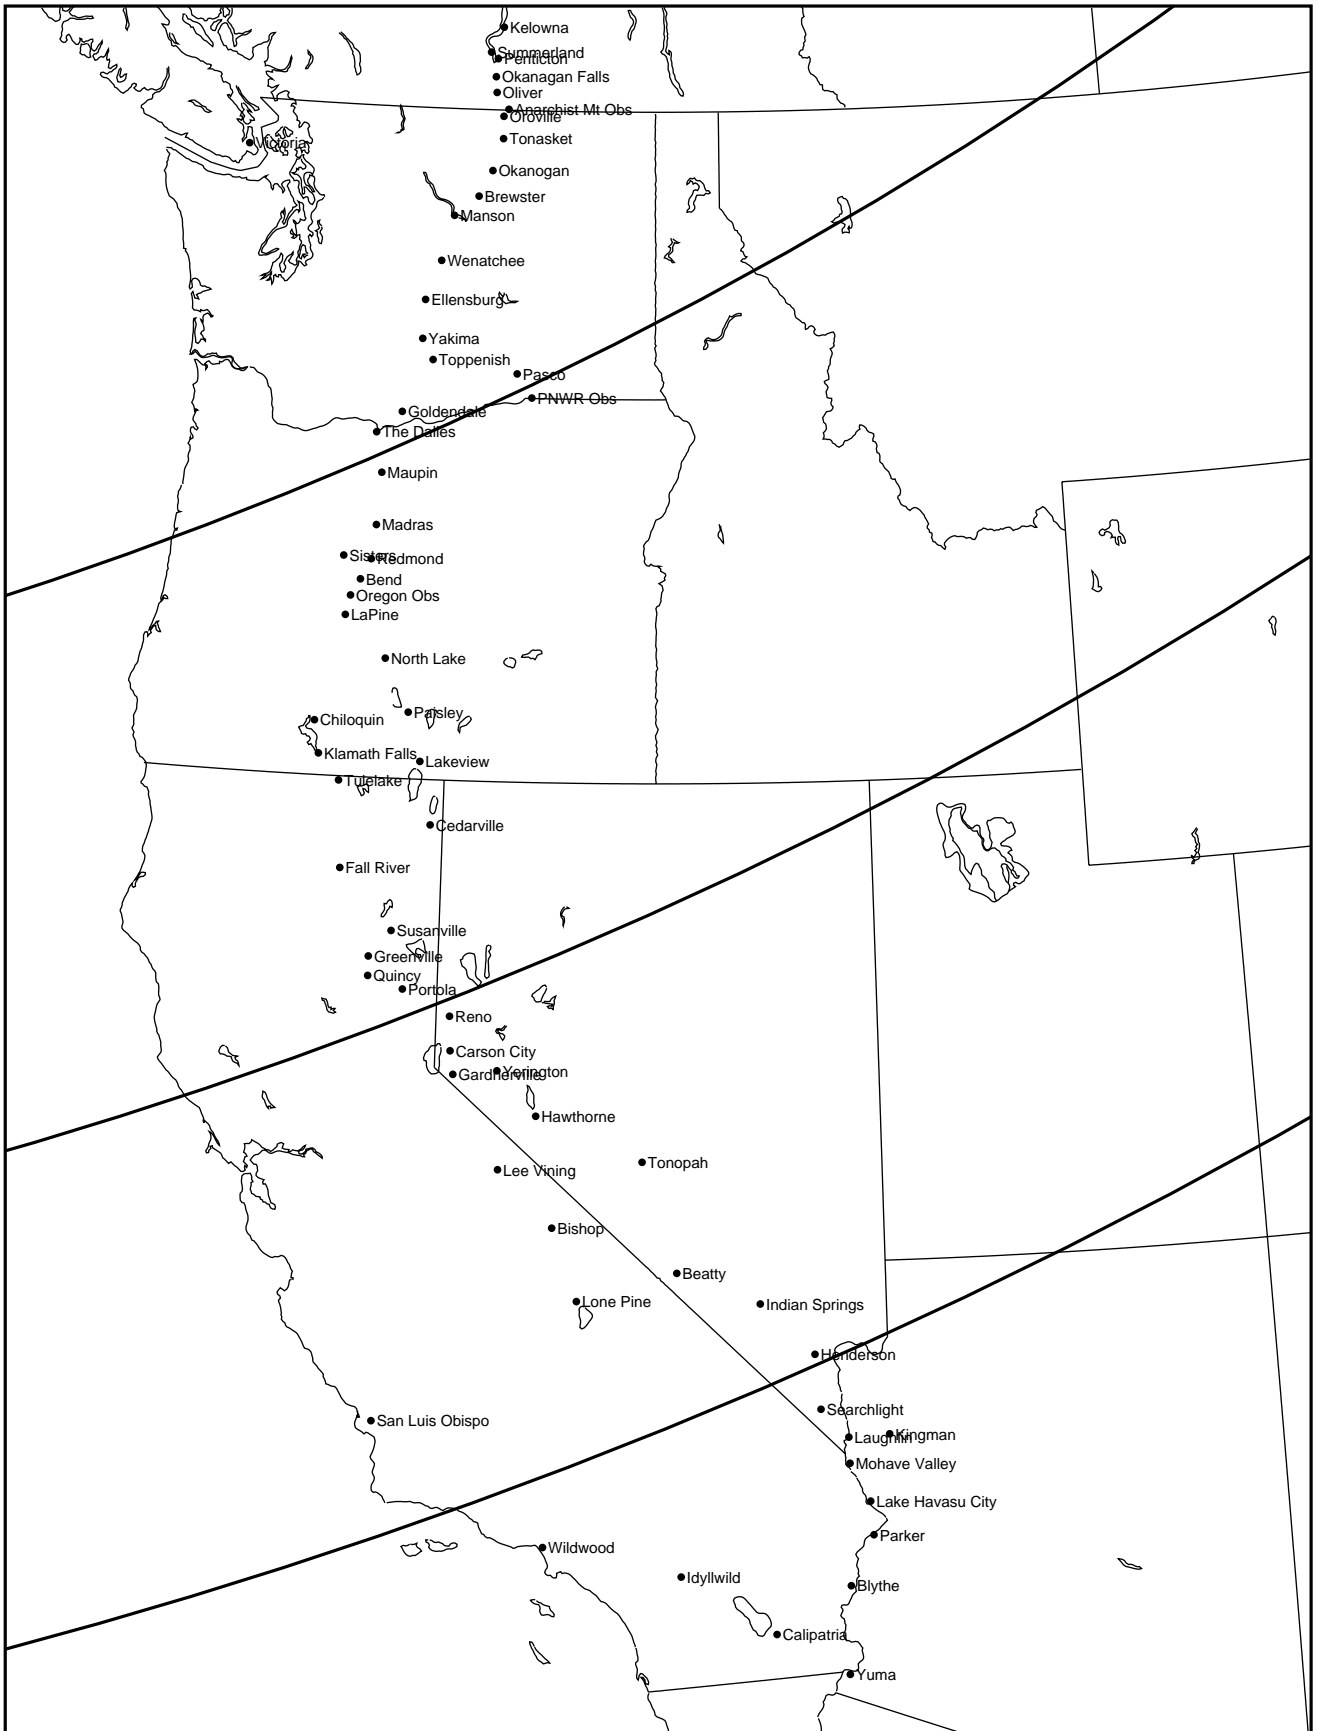 Kelowna
Summerland
Penticton
Okanagan Falls
Oliver
Anarchist Mt Obs
Oroville
Tonasket
Victoria
Okanogan
Brewster
Manson
Wenatchee
Ellensburg
Yakima
Toppenish
Pasco
PNWR Obs
Goldendale
The Dalles
Maupin
Madras
Sisters
Redmond
Bend
Oregon Obs
LaPine
North Lake
Paisley
Chiloquin
Klamath Falls
Lakeview
Tulelake
Cedarville
Fall River
Susanville
Greenville
Quincy
Portola
Reno
Carson City
Yerington
Gardnerville
Hawthorne
Tonopah
Lee Vining
Bishop
Beatty
Lone Pine
Indian Springs
Henderson
Searchlight
San Luis Obispo
Kingman
Laughlin
Mohave Valley
Lake Havasu City
Parker
Wildwood
Idyllwild
Blythe
Calipatria
Yuma